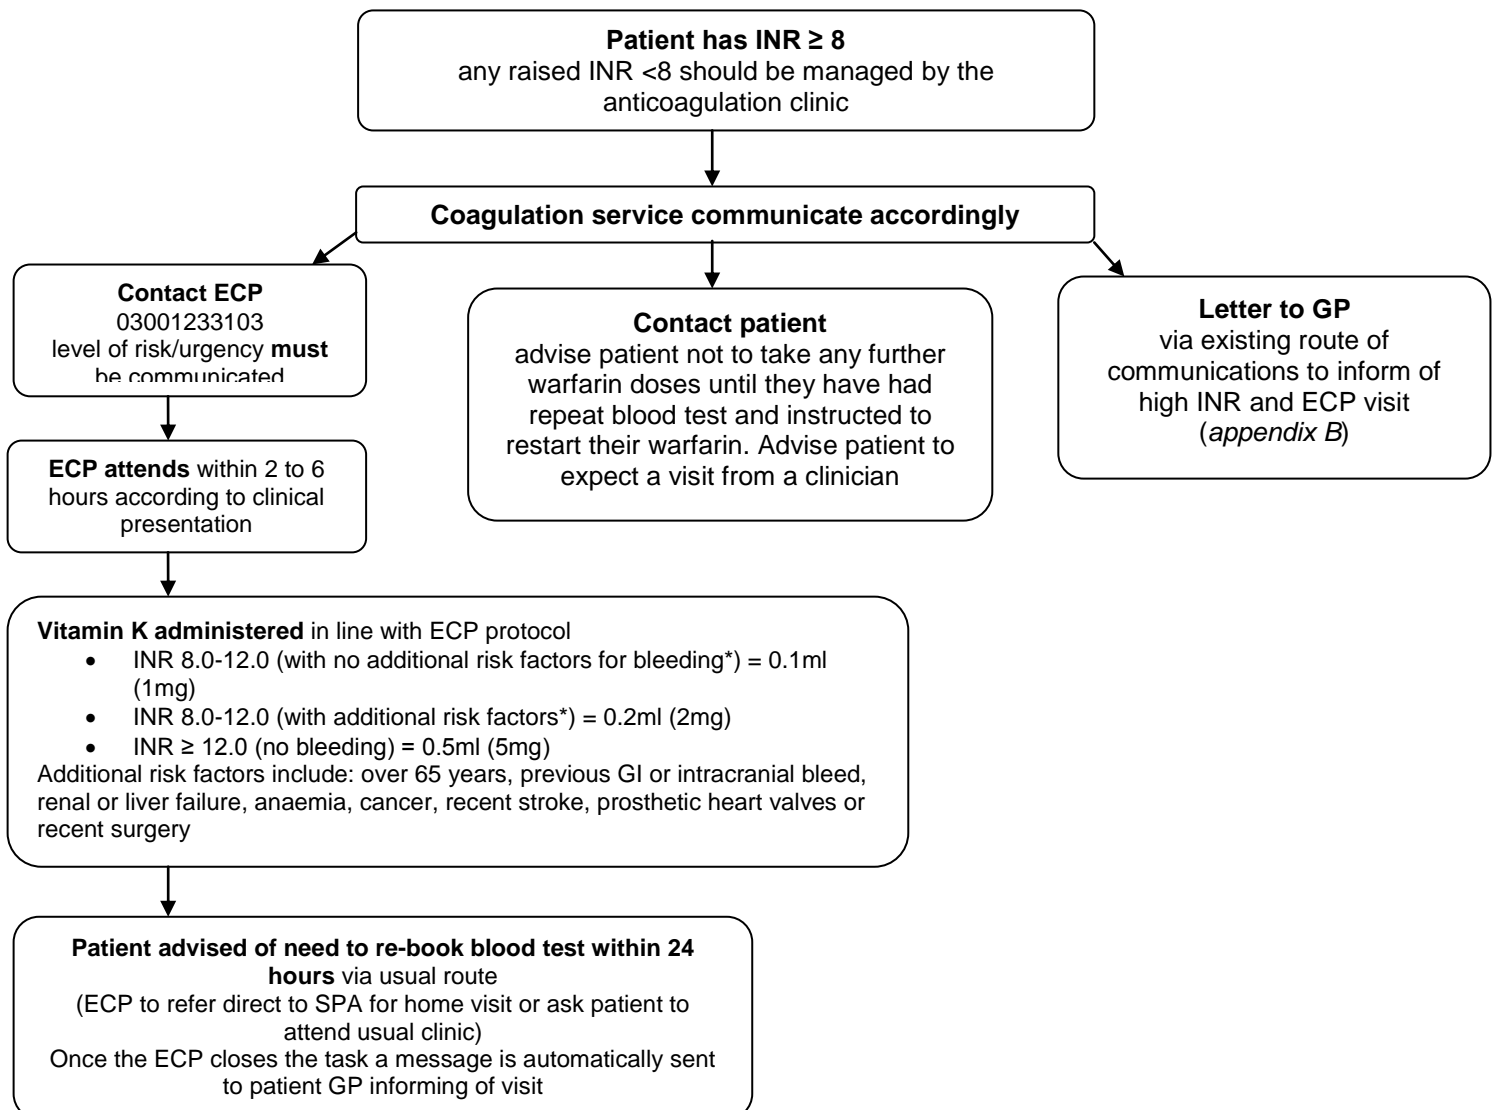 Patient has INR ≥ 8
any raised INR <8 should be managed by the
anticoagulation clinic
Coagulation service communicate accordingly
Contact ECP
03001233103
level of risk/urgency must
be communicated
Contact patient
advise patient not to take any further
warfarin doses until they have had
repeat blood test and instructed to
restart their warfarin. Advise patient to
expect a visit from a clinician
Letter to GP
via existing route of
communications to inform of
high INR and ECP visit
(appendix B)
ECP attends within 2 to 6
hours according to clinical
presentation
Vitamin K administered in line with ECP protocol
• INR 8.0-12.0 (with no additional risk factors for bleeding*) = 0.1ml
(1mg)
• INR 8.0-12.0 (with additional risk factors*) = 0.2ml (2mg)
• INR ≥ 12.0 (no bleeding) = 0.5ml (5mg)
Additional risk factors include: over 65 years, previous GI or intracranial bleed,
renal or liver failure, anaemia, cancer, recent stroke, prosthetic heart valves or
recent surgery
Patient advised of need to re-book blood test within 24
hours via usual route
(ECP to refer direct to SPA for home visit or ask patient to
attend usual clinic)
Once the ECP closes the task a message is automatically sent
to patient GP informing of visit